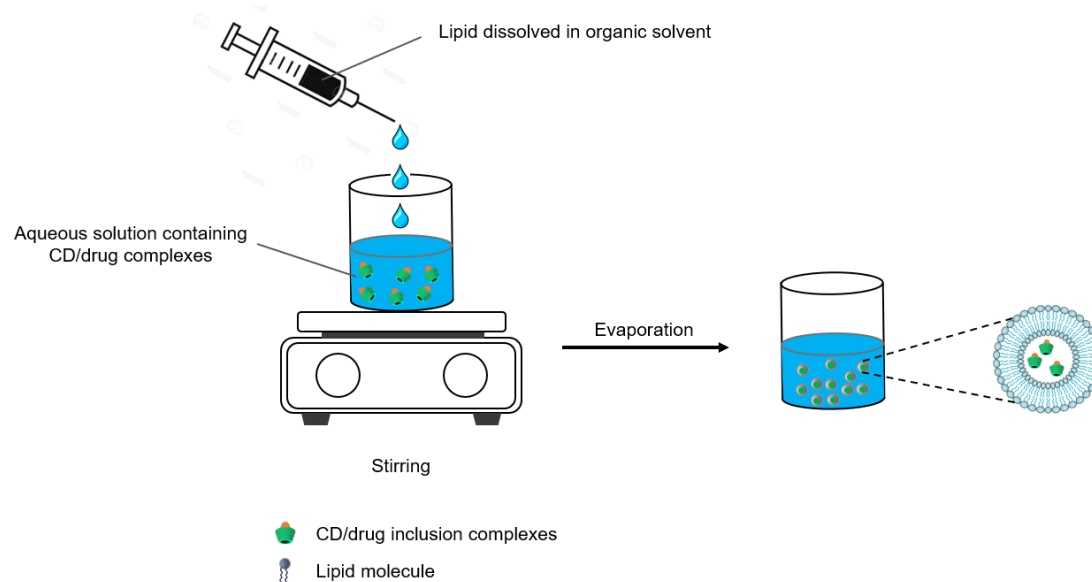 Lipid dissolved in organic solvent
Aqueous solution containing
CD/drug complexes
Evaporation
Stirring
CD/drug inclusion complexes
Lipid molecule